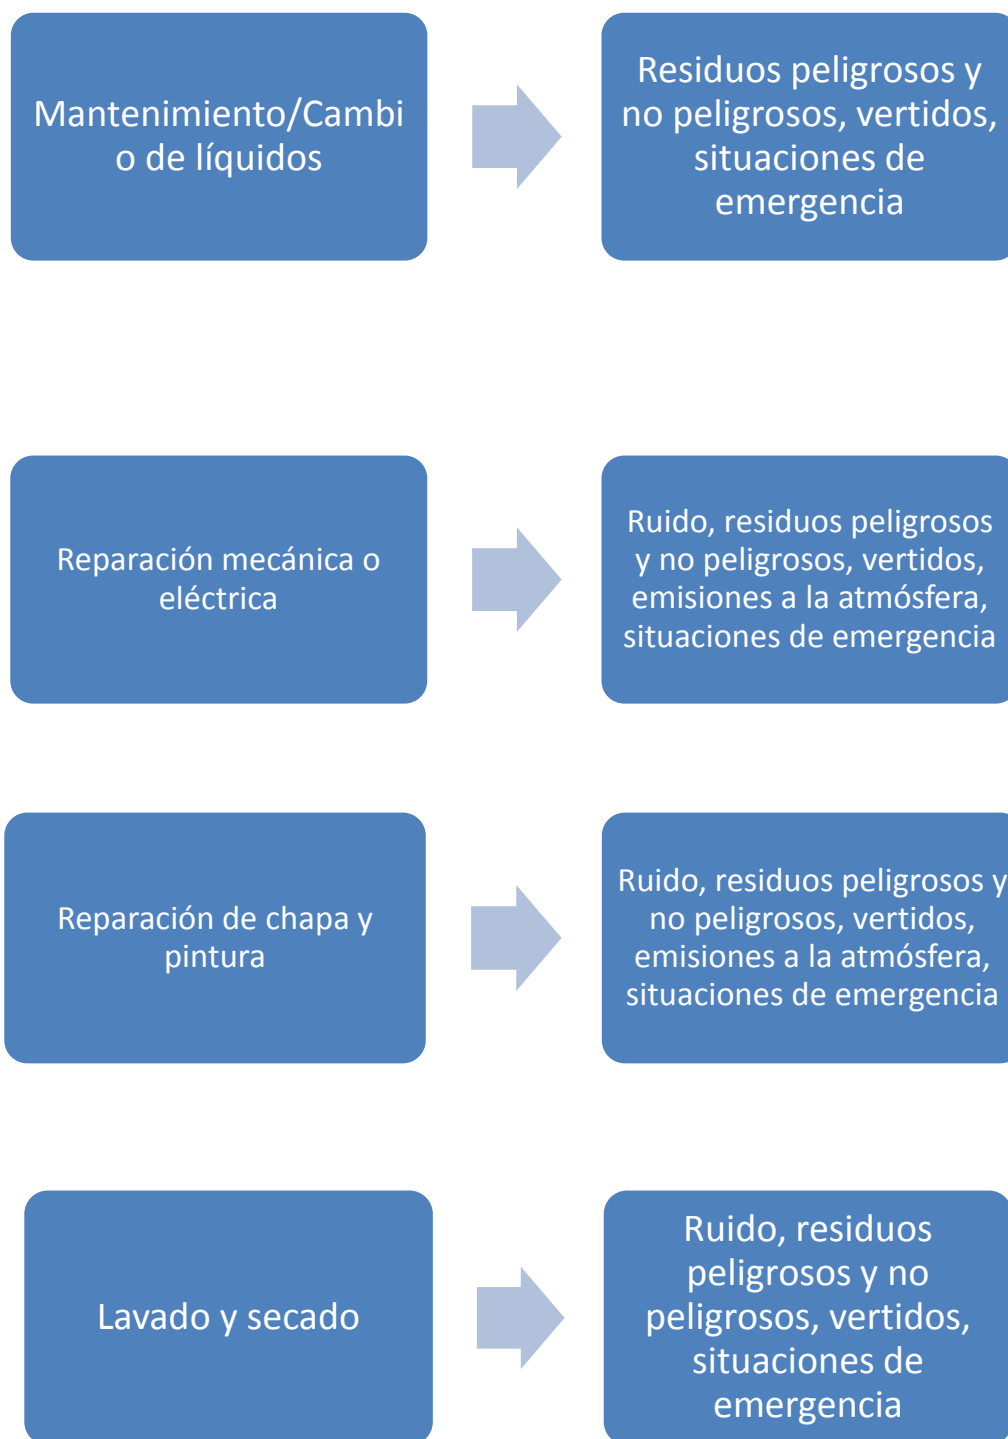 Mantenimiento/Cambi
o de líquidos
Residuos peligrosos y
no peligrosos, vertidos,
situaciones de
emergencia
Reparación mecánica o
eléctrica
Ruido, residuos peligrosos
y no peligrosos, vertidos,
emisiones a la atmósfera,
situaciones de emergencia
Reparación de chapa y
pintura
Ruido, residuos peligrosos y
no peligrosos, vertidos,
emisiones a la atmósfera,
situaciones de emergencia
Lavado y secado
Ruido, residuos
peligrosos y no
peligrosos, vertidos,
situaciones de
emergencia